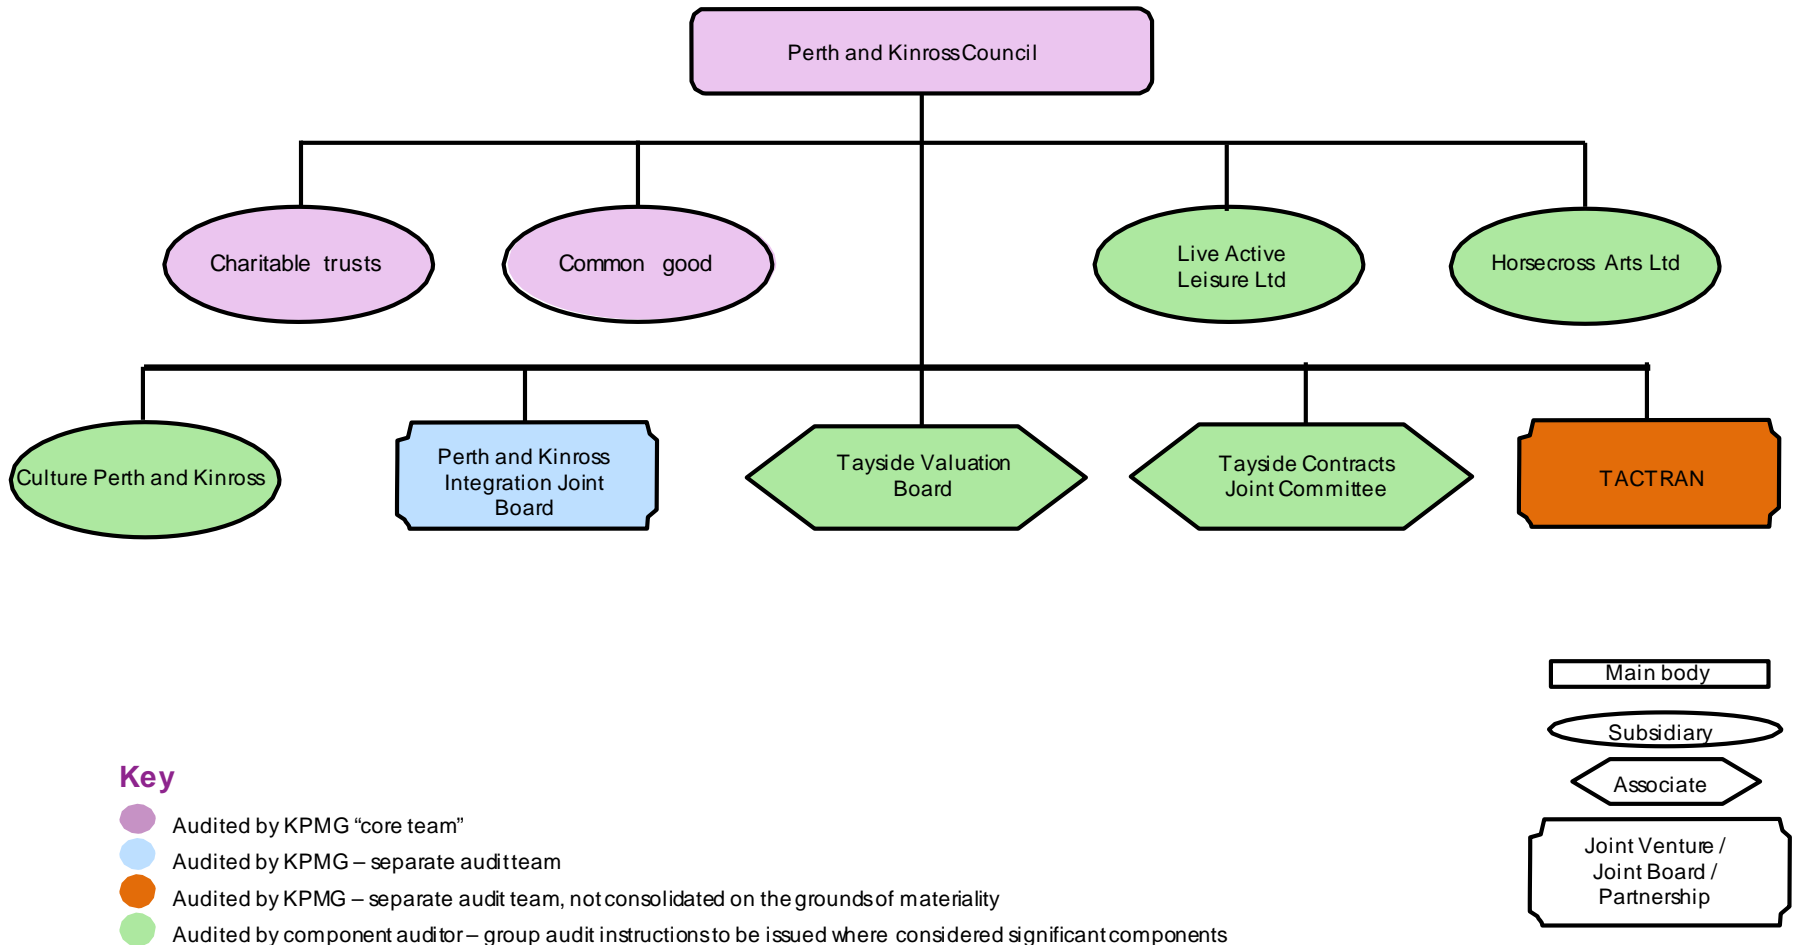 Perth and Kinross Council
Charitable trusts
Common good
Live Active
Leisure Ltd
Horsecross Arts Ltd
Culture Perth and Kinross
Perth and Kinross
Integration Joint
Board
Tayside Valuation
Board
Tayside Contracts
Joint Committee
TACTRAN
Main body
Subsidiary
Associate
Joint Venture /
Joint Board /
Partnership
Key
Audited by KPMG “core team”
Audited by KPMG – separate audit team
Audited by KPMG – separate audit team, not consolidated on the grounds of materiality
Audited by component auditor – group audit instructions to be issued where considered significant components